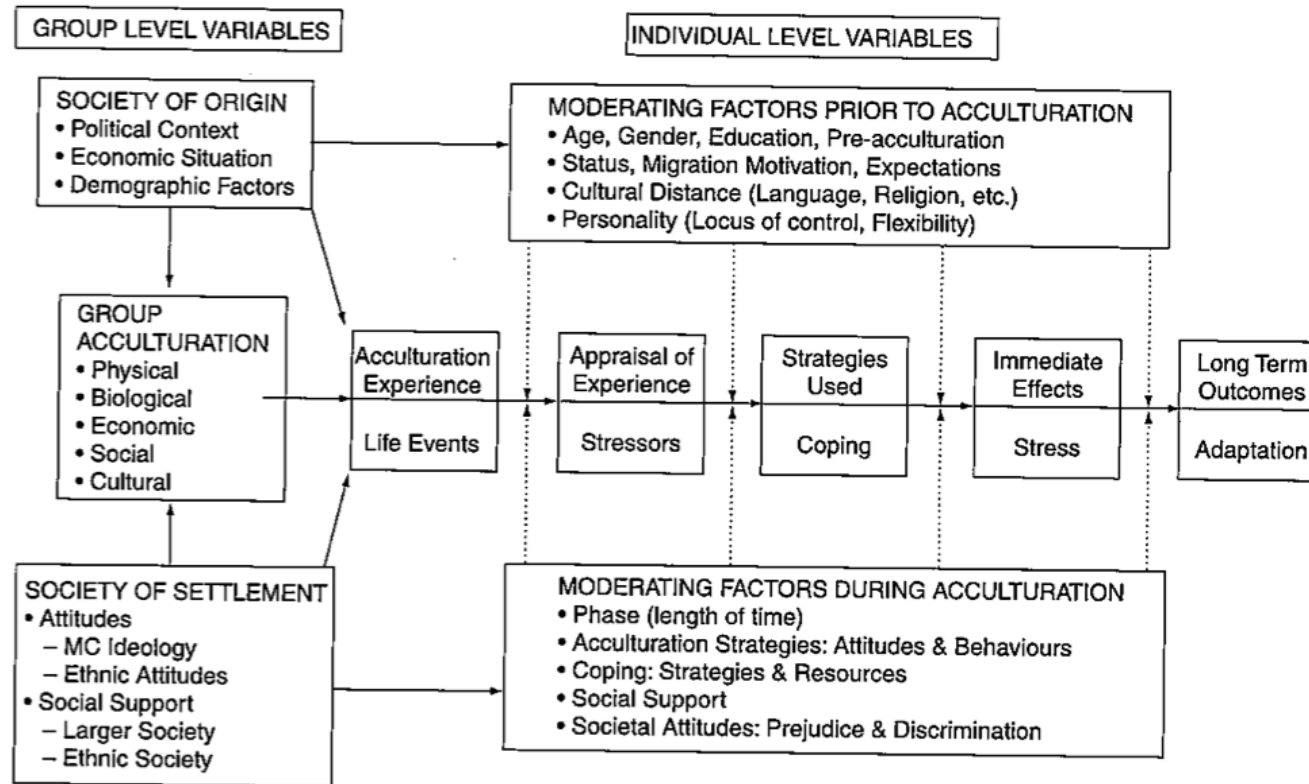 GROUP LEVEL VARIABLES
INDIVIDUAL LEVEL VARIABLES
SOCIETY OF ORIGIN
• Political Context
• Economic Situation
• Demographic Factors
MODERATING FACTORS PRIOR TO ACCULTURATION
• Age, Gender, Education, Pre-acculturation
• Status, Migration Motivation, Expectations
• Cultural Distance (Language, Religion, etc.)
• Personality (Locus of control, Flexibility)
GROUP
ACCULTURATION
• Physical
• Biological
• Economic
• Social
• Cultural
Acculturation
Experience
Life Events
Appraisal of
Experience
Stressors
Strategies
Used
Coping
Immediate
Effects
Stress
Long Term
Outcomes
Adaptation
SOCIETY OF SETTLEMENT
• Attitudes
– MC Ideology
– Ethnic Attitudes
• Social Support
– Larger Society
– Ethnic Society
MODERATING FACTORS DURING ACCULTURATION
• Phase (length of time)
• Acculturation Strategies: Attitudes & Behaviours
• Coping: Strategies & Resources
• Social Support
• Societal Attitudes: Prejudice & Discrimination